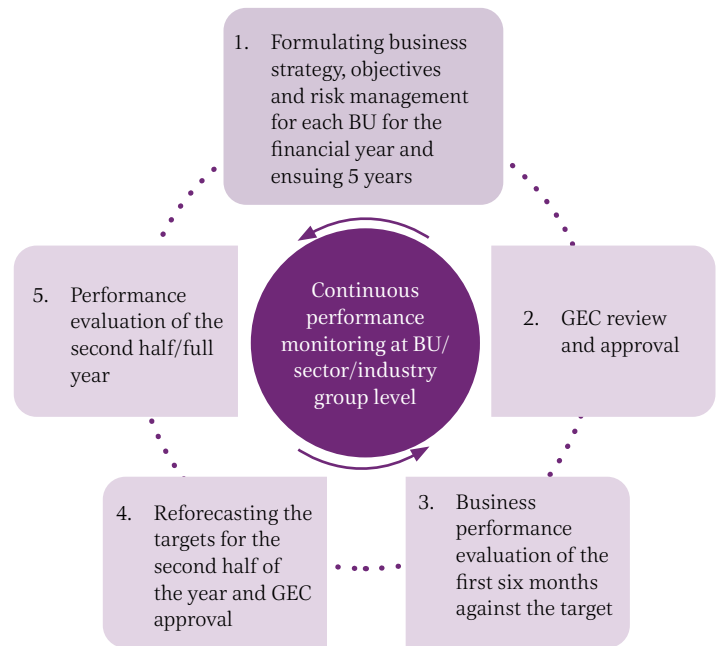 1. Formulating business
strategy, objectives
and risk management
for each BU for the
financial year and
ensuing 5 years
2. GEC review
and approval
3. Business
performance
evaluation of the
first six months
against the target
4. Reforecasting the
targets for the
second half of
the year and GEC
approval
5. Performance
evaluation of the
second half/full
year
Continuous
performance
monitoring at BU/
sector/industry
group level